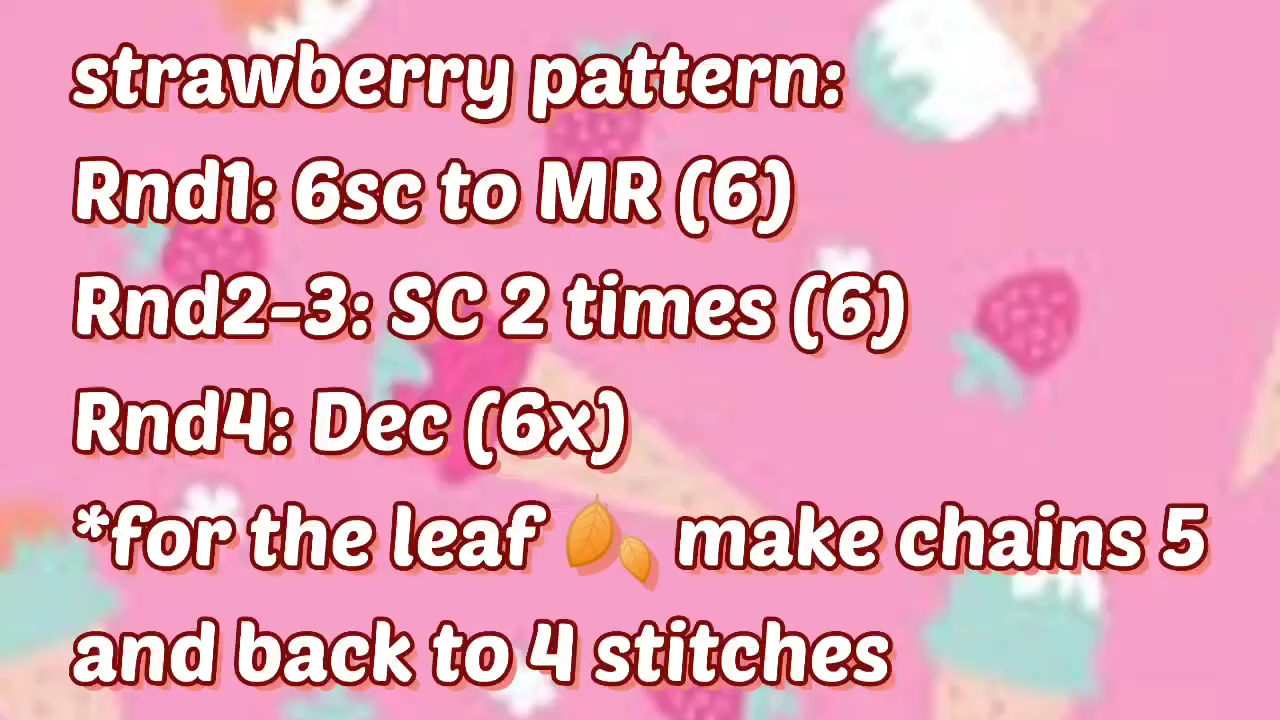 strawberry pattern:
Rnd1: 6sc to MR (6)
Rnd2-3: SC 2 times (6)
Rnd4: Dec (6x)
*for the leaf 🍂 make chains 5
and back to 4 stitches